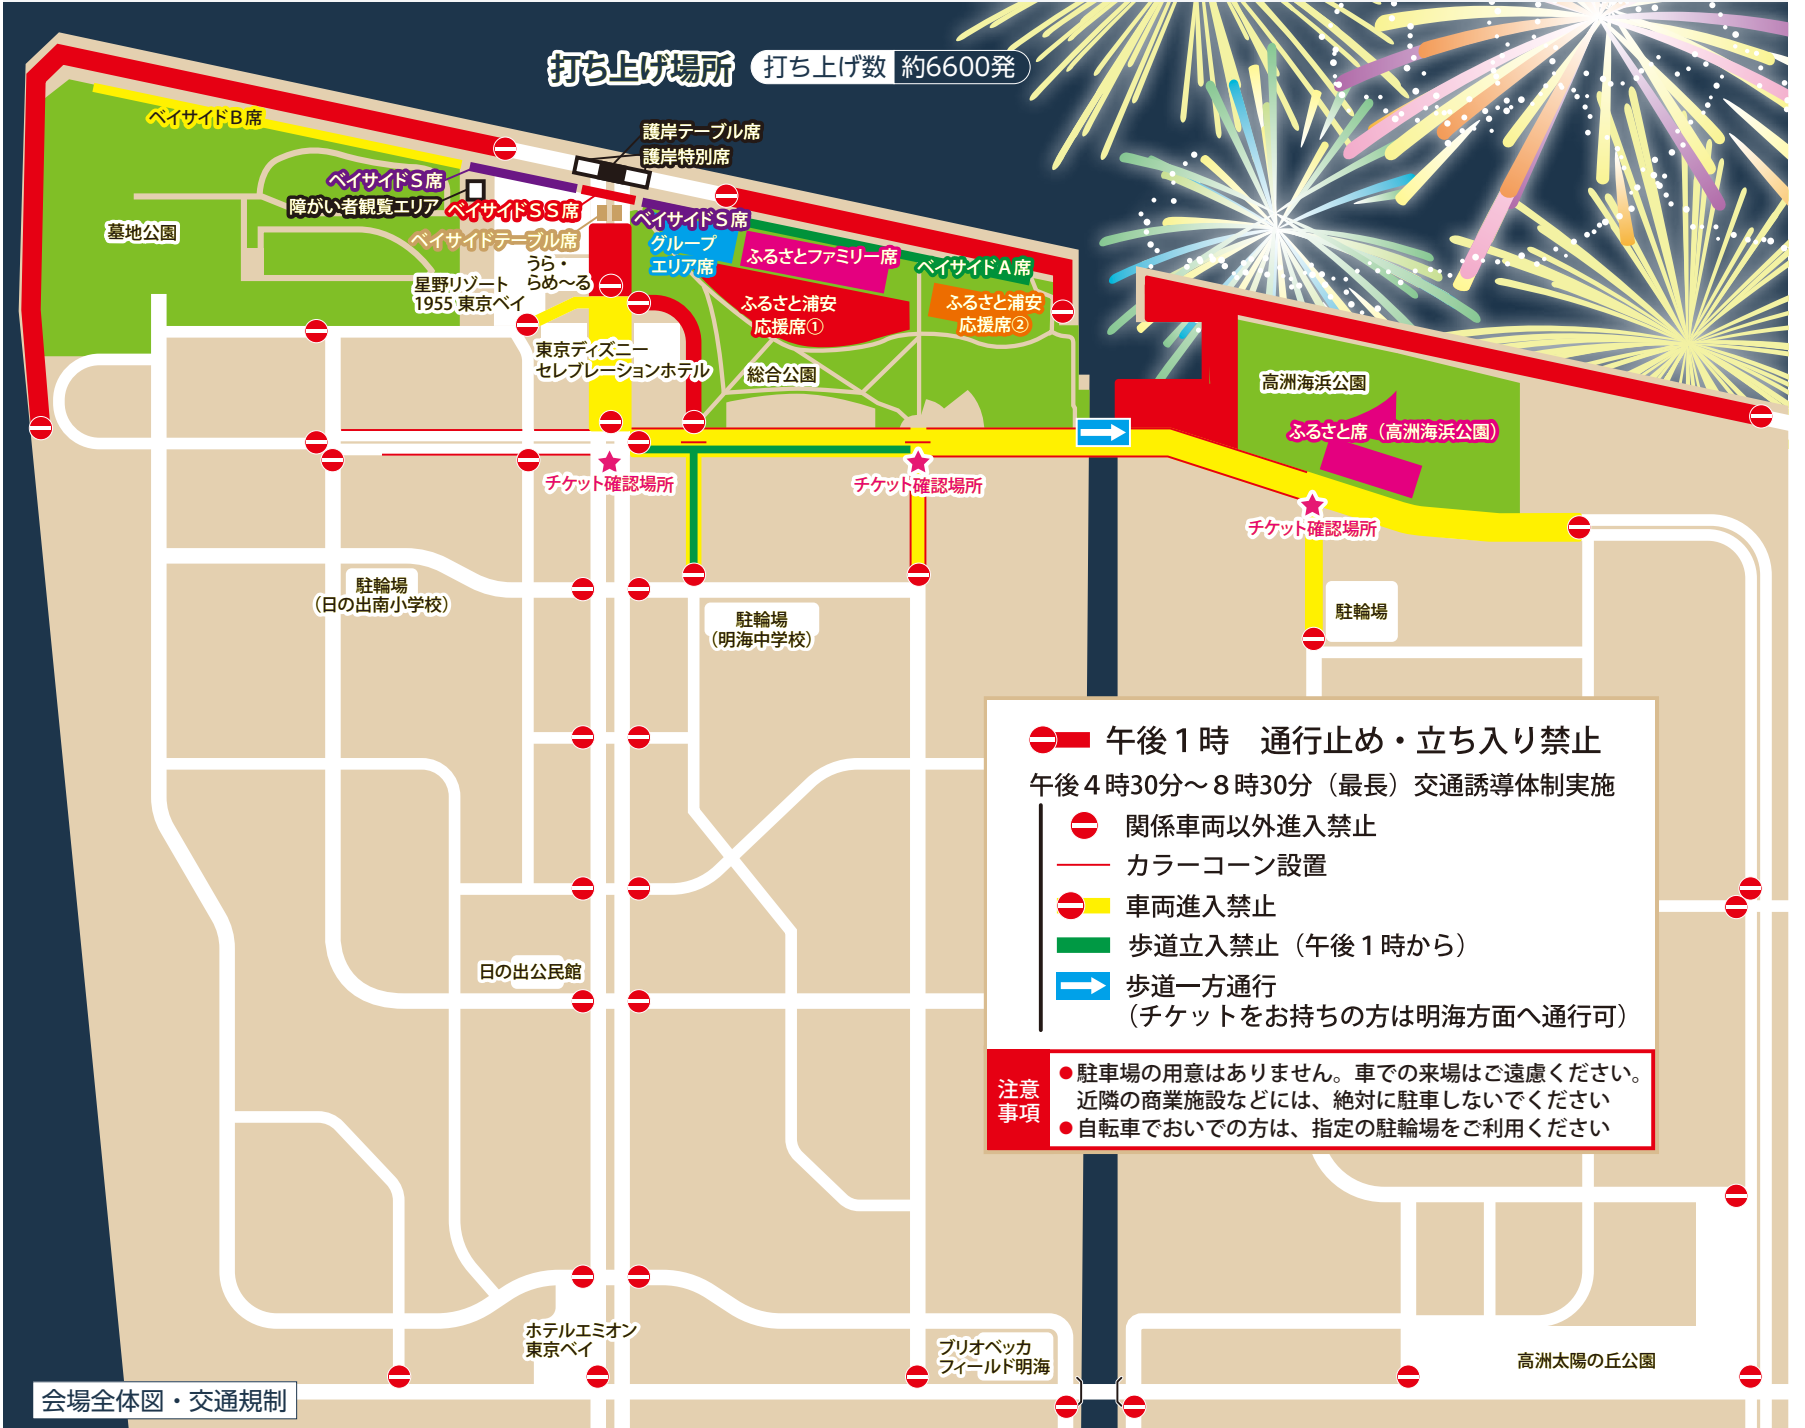 打ち上げ場所
打ち上げ数 約6600発
ベイサイドB席
護岸テーブル席
護岸特別席
ベイサイドS席
障がい者観覧エリア
ベイサイドSS席
ベイサイドS席
墓地公園
ベイサイドテーブル席
グループ
エリア席
ふるさとファミリー席
ベイサイドA席
うら・
らめ〜る
星野リゾート
1955 東京ベイ
ふるさと浦安
応援席①
ふるさと浦安
応援席②
東京ディズニー
セレブレーションホテル
総合公園
高洲海浜公園
ふるさと席（高洲海浜公園）
チケット確認場所
チケット確認場所
チケット確認場所
駐輪場
（日の出南小学校）
駐輪場
（明海中学校）
駐輪場
午後１時　通行止め・立ち入り禁止
午後４時30分〜８時30分（最長）交通誘導体制実施
関係車両以外進入禁止
カラーコーン設置
車両進入禁止
歩道立入禁止（午後１時から）
歩道一方通行
（チケットをお持ちの方は明海方面へ通行可）
日の出公民館
注意
事項
●駐車場の用意はありません。車での来場はご遠慮ください。
近隣の商業施設などには、絶対に駐車しないでください
●自転車でおいでの方は、指定の駐輪場をご利用ください
ホテルエミオン
東京ベイ
ブリオベッカ
フィールド明海
高洲太陽の丘公園
会場全体図・交通規制